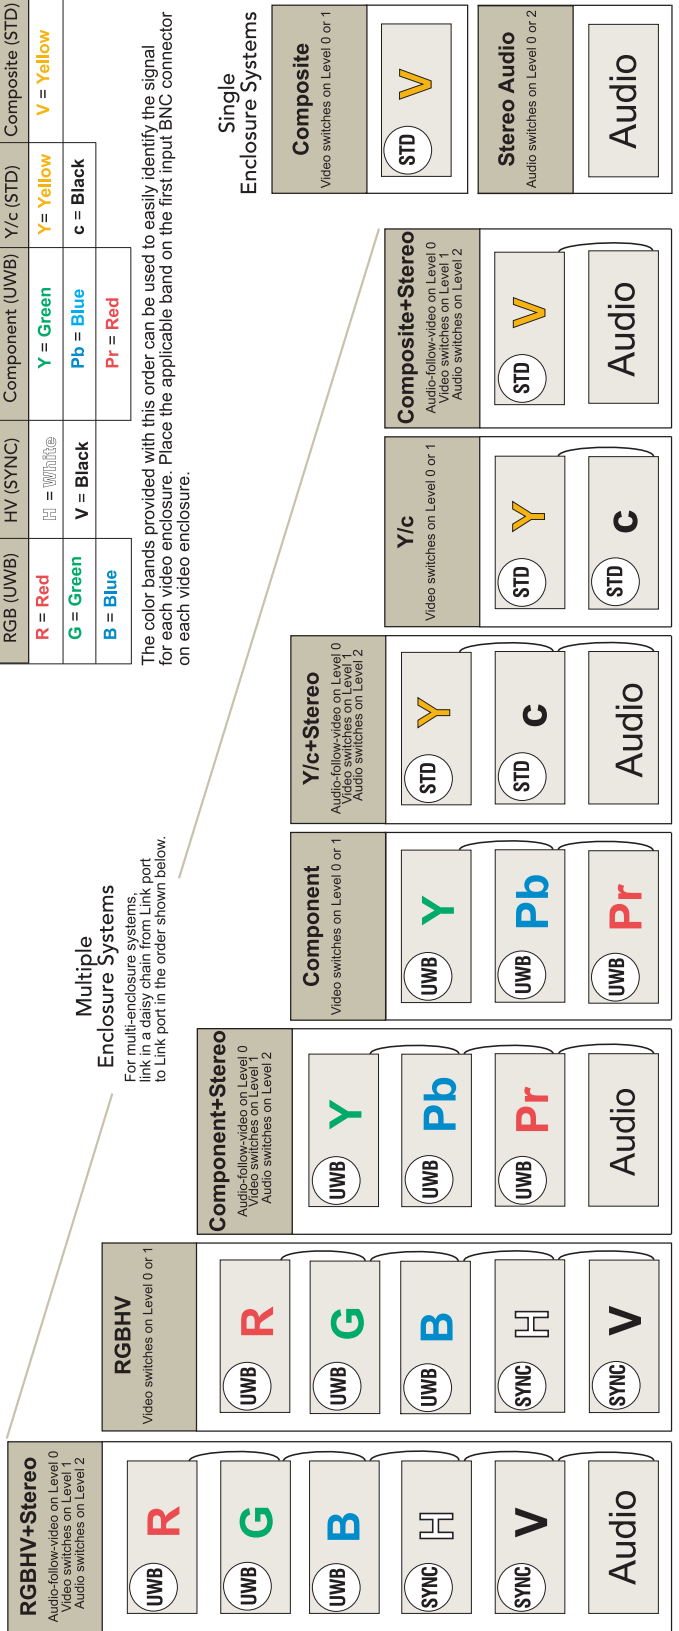 RGB (UWB)
HV (SYNC)
Component (UWB)
Y/c (STD)
Composite (STD)
R = Red
H = White
Y = Green
Y= Yellow
V = Yellow
G = Green
V = Black
Pb = Blue
c = Black
B = Blue
Pr = Red
The color bands provided with this order can be used to easily identify the signal
for each video enclosure. Place the applicable band on the first input BNC connector
on each video enclosure.
Multiple
Enclosure Systems
For multi-enclosure systems,
link in a daisy chain from Link port
to Link port in the order shown below.
Single
Enclosure Systems
RGBHV+Stereo
Audio-follow-video on Level 0
Video switches on Level 1
Audio switches on Level 2
UWB R
UWB G
UWB B
SYNC H
SYNC V
Audio
RGBHV
Video switches on Level 0 or 1
UWB R
UWB G
UWB B
SYNC H
SYNC V
Component+Stereo
Audio-follow-video on Level 0
Video switches on Level 1
Audio switches on Level 2
UWB Y
UWB Pb
UWB Pr
Audio
Component
Video switches on Level 0 or 1
UWB Y
UWB Pb
UWB Pr
Y/c+Stereo
Audio-follow-video on Level 0
Video switches on Level 1
Audio switches on Level 2
STD Y
STD c
Audio
Y/c
Video switches on Level 0 or 1
STD Y
STD c
Composite+Stereo
Audio-follow-video on Level 0
Video switches on Level 1
Audio switches on Level 2
STD V
Audio
Composite
Video switches on Level 0 or 1
STD V
Stereo Audio
Audio switches on Level 0 or 2
Audio